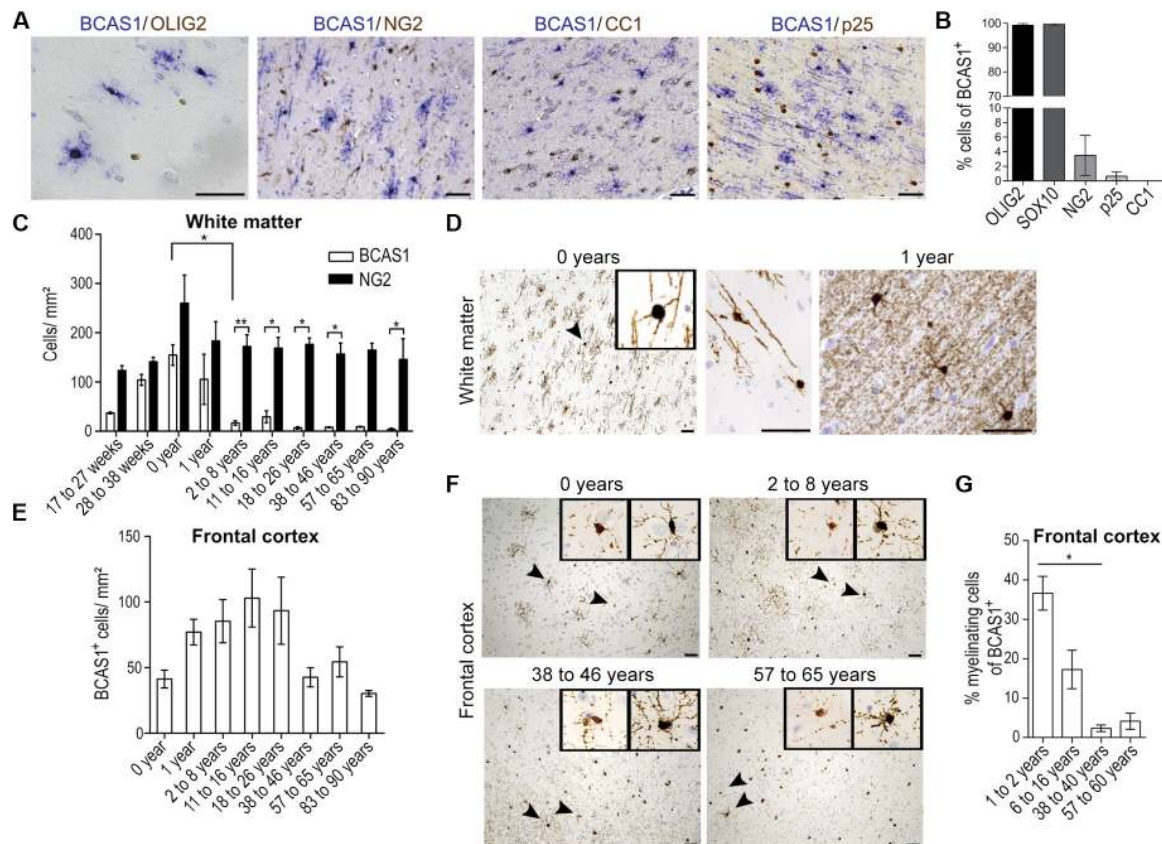 A
BCAS1/OLIG2
BCAS1/NG2
BCAS1/CC1
BCAS1/p25
B
% cells of BCAS1+
100
90
80
70
10
8
6
4
2
0
OLIG2
SOX10
NG2
p25
CC1
C
White matter
Cells/ mm²
400
300
200
100
0
*
BCAS1
NG2
**
*
*
*
*
17 to 27 weeks
28 to 38 weeks
0 year
1 year
2 to 8 years
11 to 16 years
18 to 26 years
38 to 46 years
57 to 65 years
83 to 90 years
D
0 years
1 year
White matter
E
Frontal cortex
BCAS1+ cells/ mm²
150
100
50
0
0 year
1 year
2 to 8 years
11 to 16 years
18 to 26 years
38 to 46 years
57 to 65 years
83 to 90 years
F
0 years
2 to 8 years
38 to 46 years
57 to 65 years
Frontal cortex
G
Frontal cortex
% myelinating cells
of BCAS1+
50
40
30
20
10
0
*
1 to 2 years
6 to 16 years
38 to 40 years
57 to 60 years